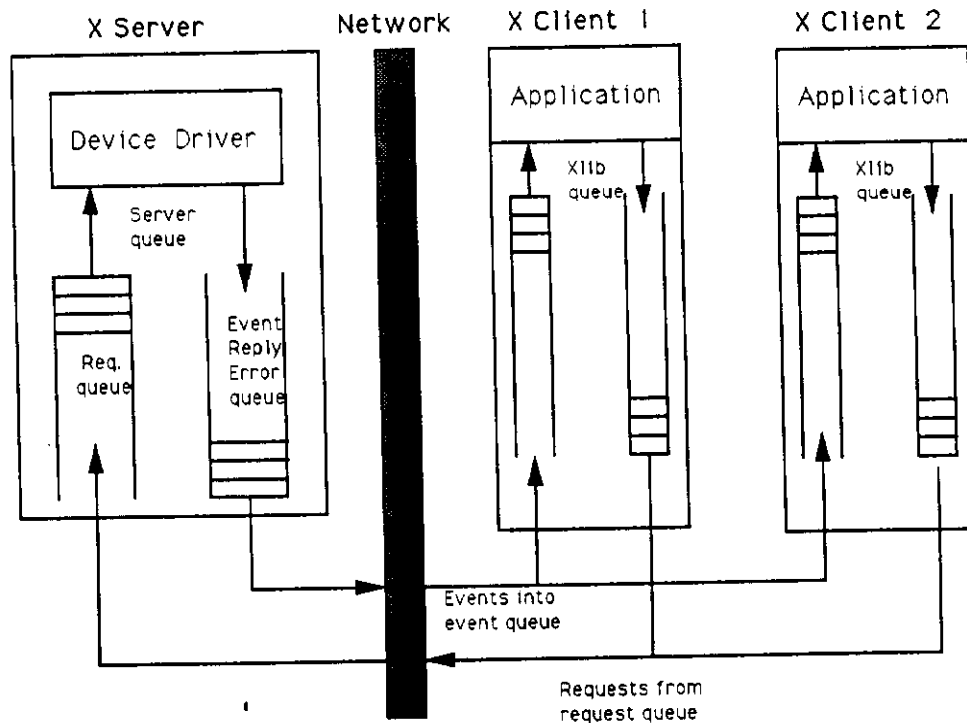 X Server
Network
X Client 1
X Client 2
Device Driver
Application
Application
Server
queue
Xlib
queue
Xlib
queue
Req.
queue
Event
Reply
Error
queue
Events into
event queue
Requests from
request queue